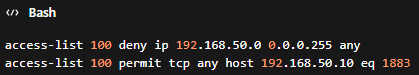 </> Bash
access-list 100 deny ip 192.168.50.0 0.0.0.255 any
access-list 100 permit tcp any host 192.168.50.10 eq 1883